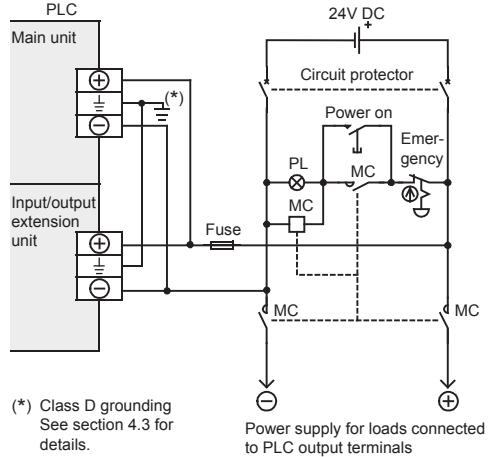 PLC
24V DC
+
Main unit
Circuit protector
(*)
Power on
Emer-
gency
PL
MC
MC
Input/output
extension
unit
Fuse
MC
MC
(*) Class D grounding
See section 4.3 for
details.
Power supply for loads connected
to PLC output terminals